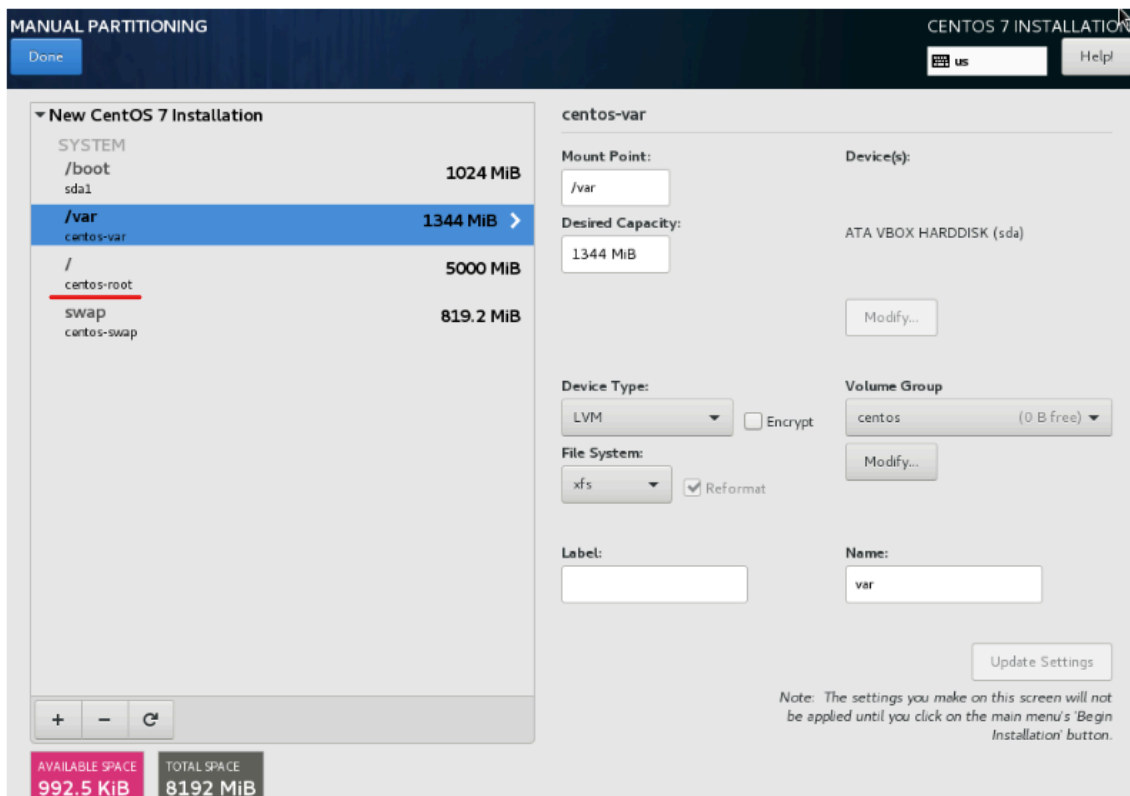 MANUAL PARTITIONING
CENTOS 7 INSTALLATION
Done
us
Help!
New CentOS 7 Installation
SYSTEM
/boot
1024 MiB
sda1
/var
1344 MiB
centos-var
/
5000 MiB
centos-root
swap
819.2 MiB
centos-swap
centos-var
Mount Point:
Device(s):
/var
Desired Capacity:
ATA VBOX HARDDISK (sda)
1344 MiB
Modify...
Device Type:
Volume Group
LVM
Encrypt
centos
(0 B free)
File System:
Modify...
xfs
Reformat
Label:
Name:
var
Update Settings
Note: The settings you make on this screen will not
be applied until you click on the main menu's 'Begin
Installation' button.
+ −
AVAILABLE SPACE
992.5 KiB
TOTAL SPACE
8192 MiB